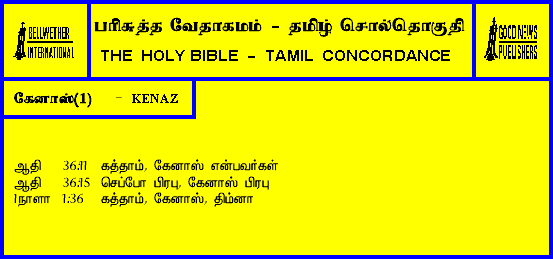 BELLWETHER
INTERNATIONAL
பரிசுத்த வேதாகமம் - தமிழ் சொல்தொகுதி
THE HOLY BIBLE - TAMIL CONCORDANCE
GOOD NEWS
PUBLISHERS
கேனாஸ்(1) - KENAZ
ஆதி 36:11 கத்தாம், கேனாஸ் என்பவர்கள்
ஆதி 36:15 செப்போ பிரபு, கேனாஸ் பிரபு
1நாளா 1:36 கத்தாம், கேனாஸ், திம்னா